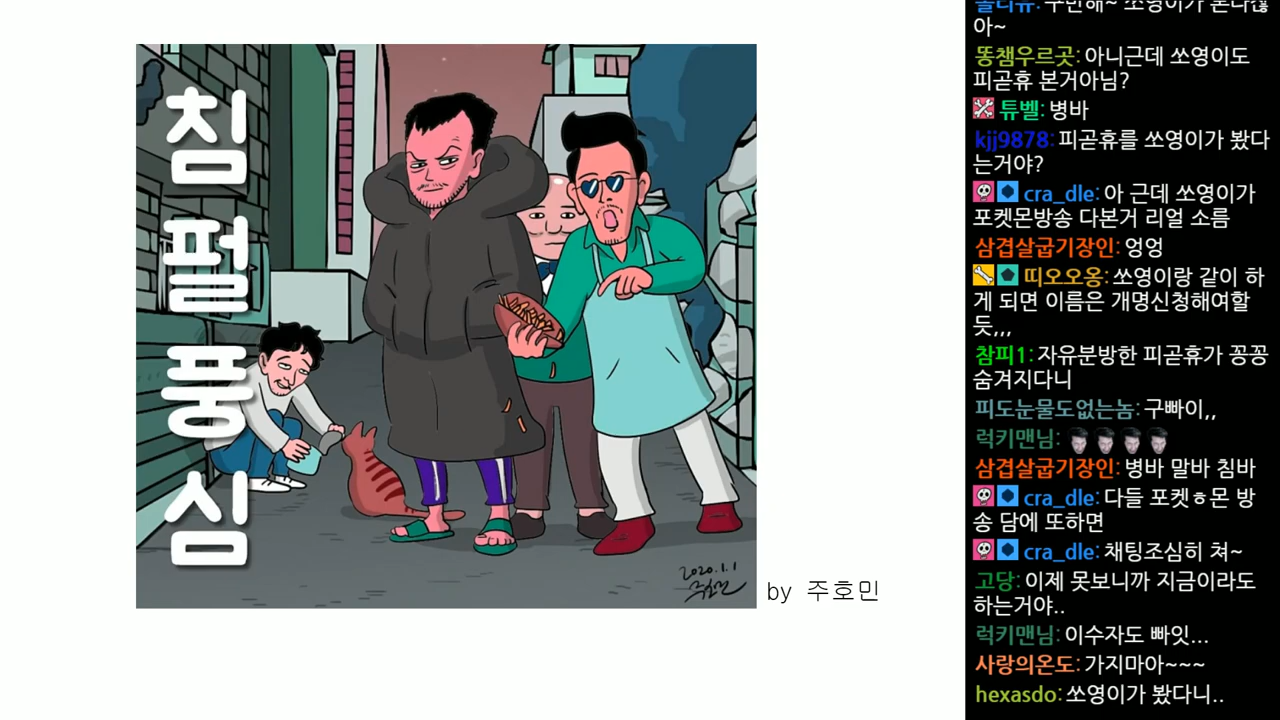 침
펄
풍
심
2020.1.1
by 주호민
아~
똥챔우르곳: 아니근데 쏘영이도
피곧휴 본거아님?
튜벨: 병바
kjj9878: 피곧휴를 쏘영이가 봤다
는거야?
cra_dle: 아 근데 쏘영이가
포켓몬방송 다본거 리얼 소름
삼겹살굽기장인: 엉엉
띠오오옹: 쏘영이랑 같이 하
게 되면 이름은 개명신청해여할
듯,,,
참피1: 자유분방한 피곧휴가 꽁꽁
숨겨지다니
피도눈물도없는놈: 구빠이,,
럭키맨님:
삼겹살굽기장인: 병바 말바 침바
cra_dle: 다들 포켓ㅎ몬 방
송 담에 또하면
cra_dle: 채팅조심히 쳐~
고당: 이제 못보니까 지금이라도
하는거야..
럭키맨님: 이수자도 빠잇...
사랑의온도: 가지마아~~~
hexasdo: 쏘영이가 봤다니..